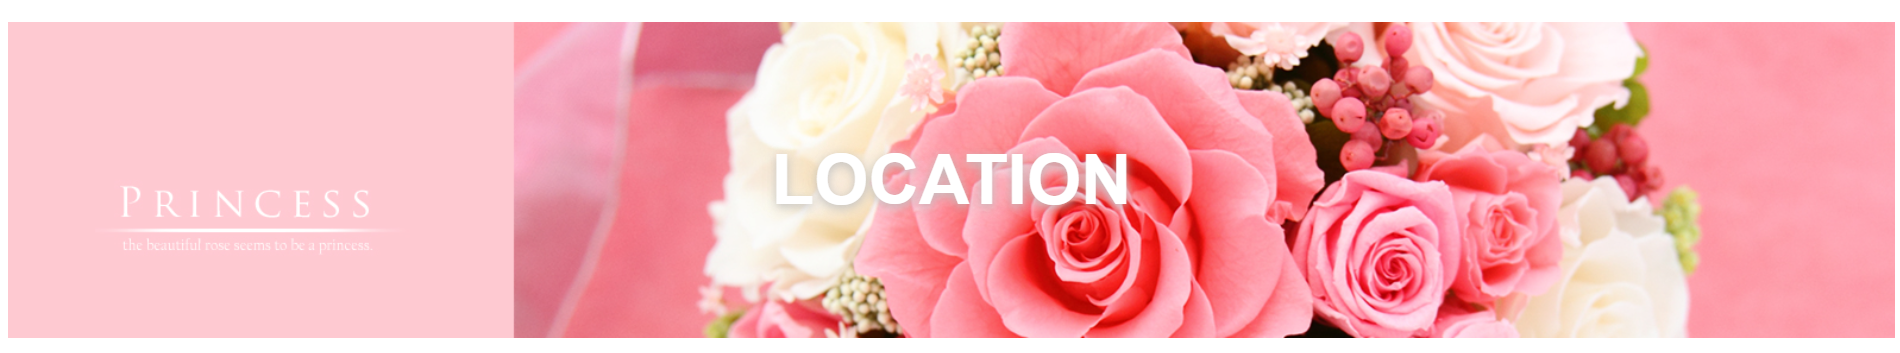 PRINCESS
the beautiful rose seems to be a princess.
LOCATION